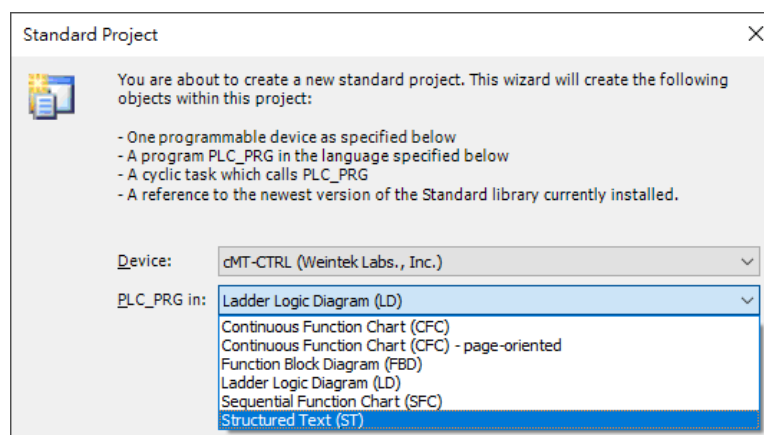 Standard Project
You are about to create a new standard project. This wizard will create the following
objects within this project:
- One programmable device as specified below
- A program PLC_PRG in the language specified below
- A cyclic task which calls PLC_PRG
- A reference to the newest version of the Standard library currently installed.
Device: cMT-CTRL (Weintek Labs., Inc.)
PLC_PRG in: Ladder Logic Diagram (LD)
Continuous Function Chart (CFC)
Continuous Function Chart (CFC) - page-oriented
Function Block Diagram (FBD)
Ladder Logic Diagram (LD)
Sequential Function Chart (SFC)
Structured Text (ST)